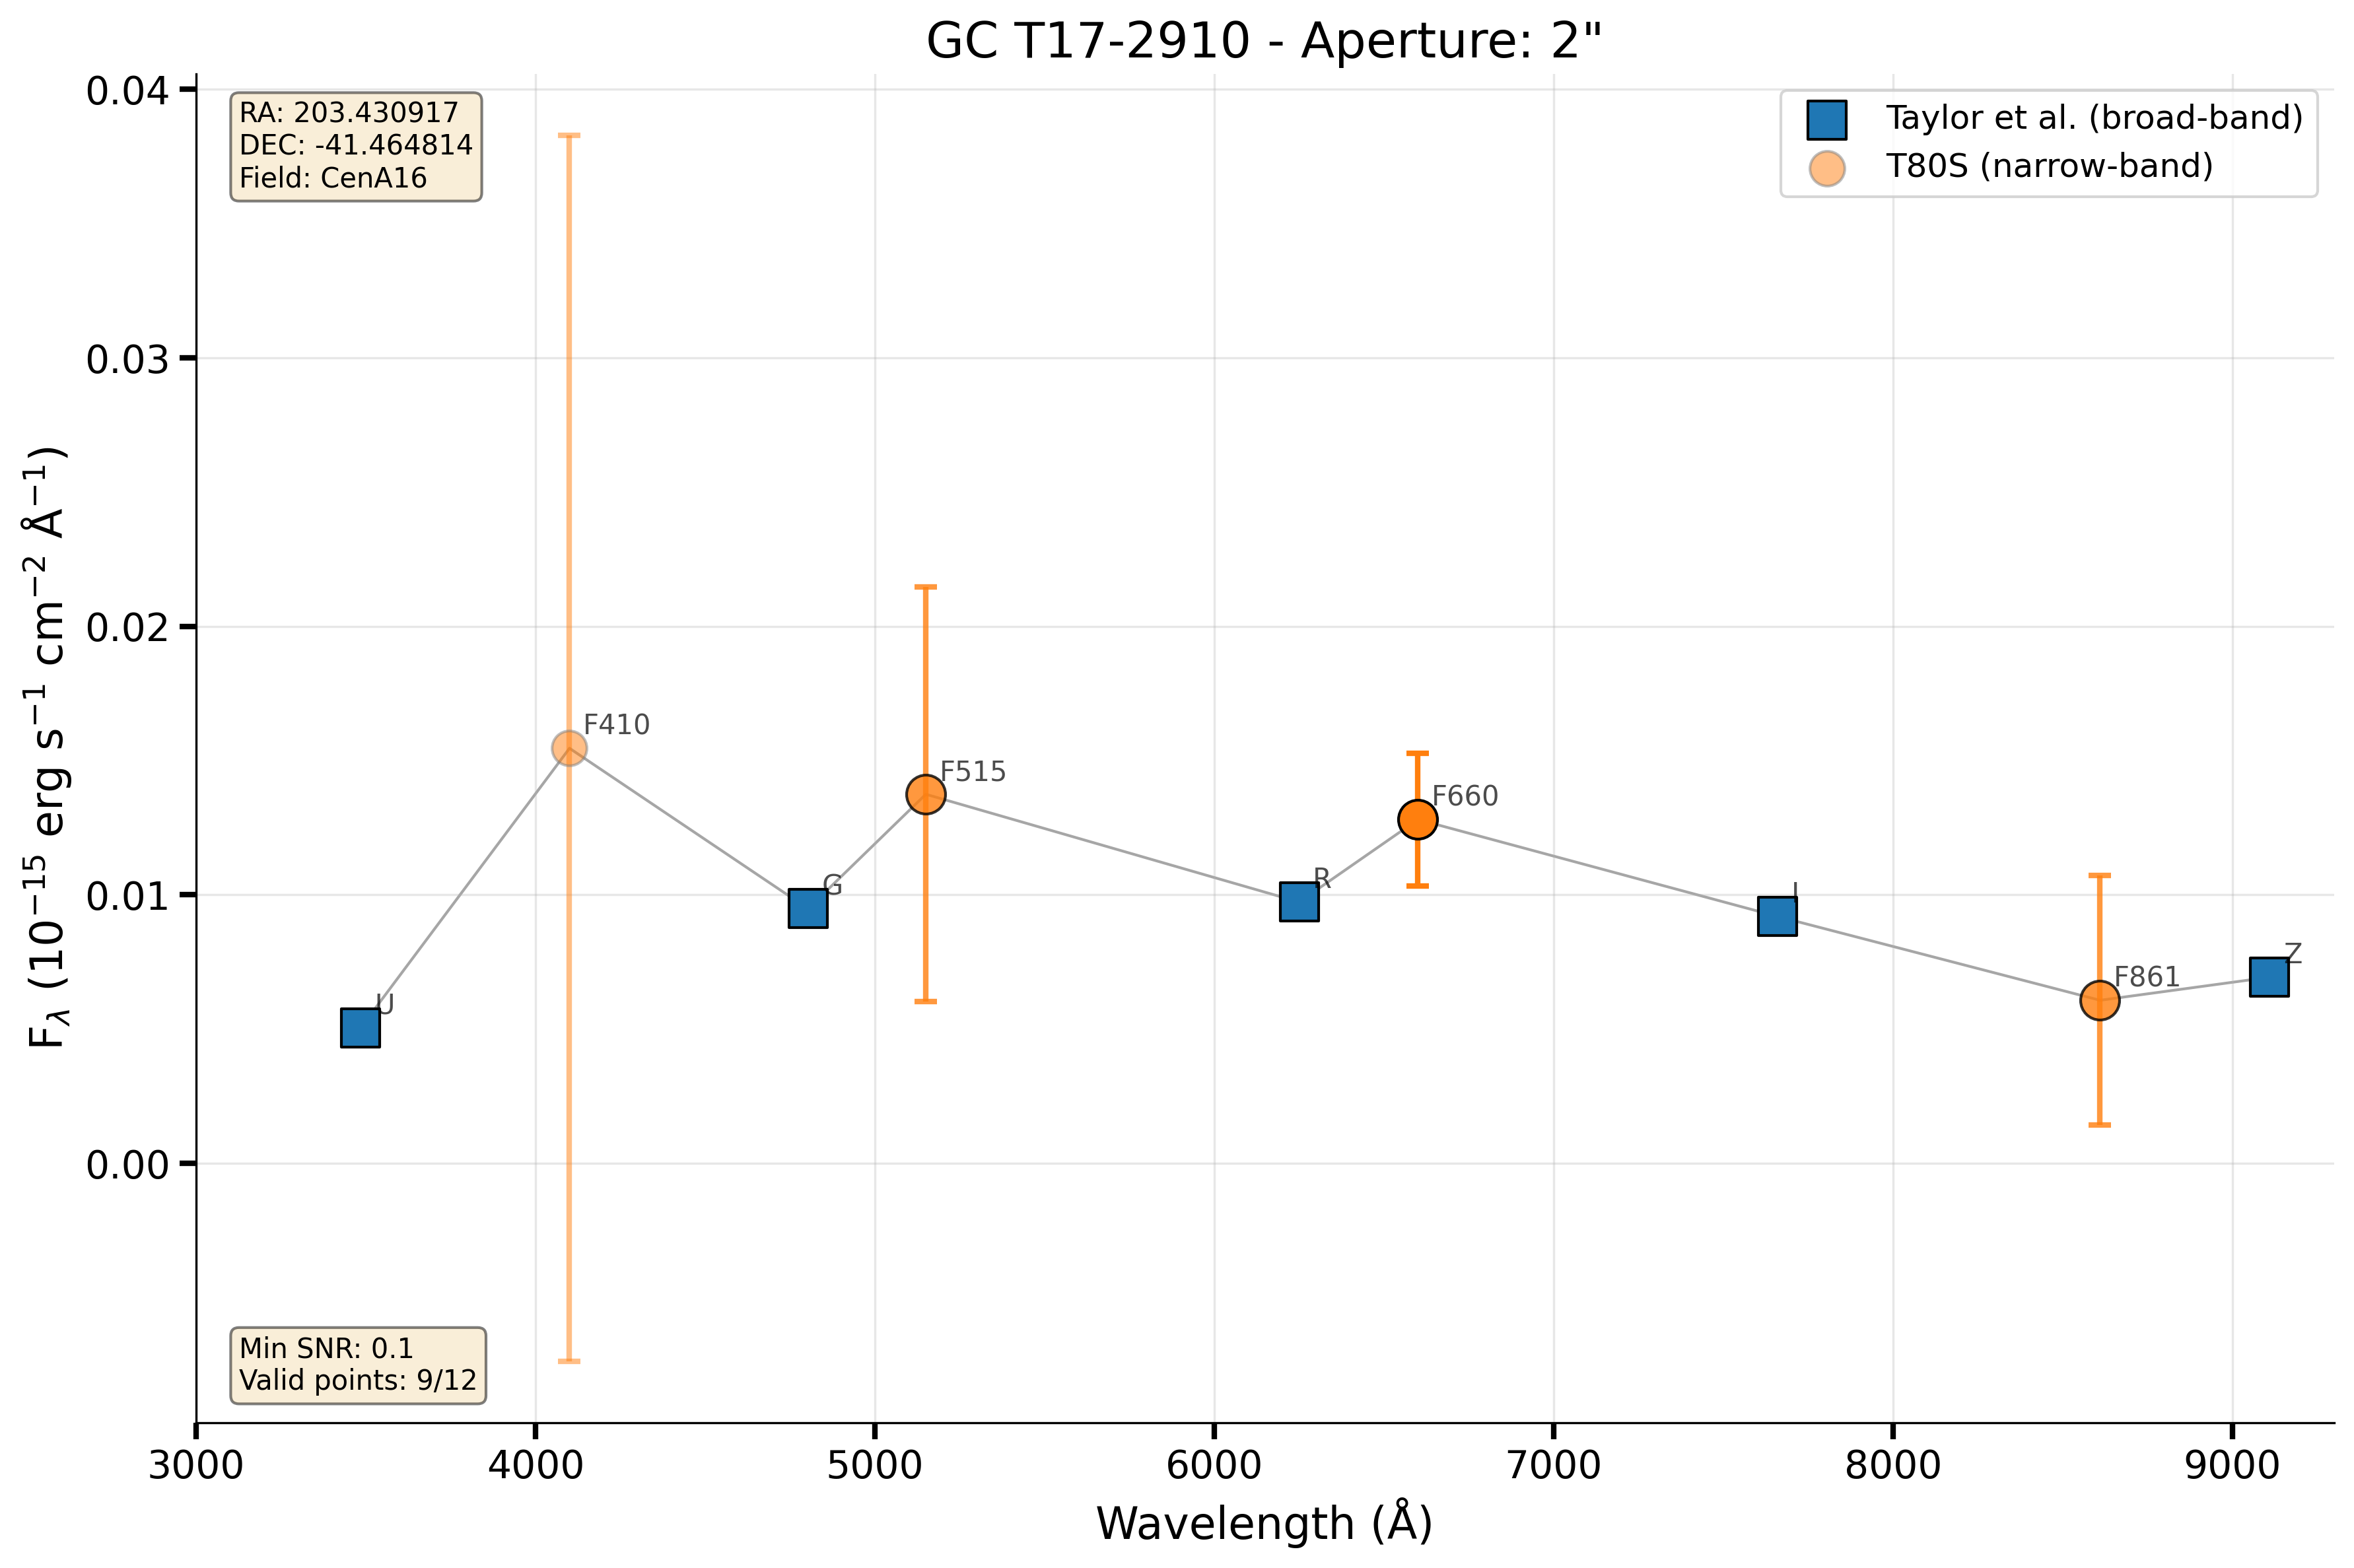 GC T17-2910 - Aperture: 2"
RA: 203.430917
DEC: -41.464814
Field: CenA16
Taylor et al. (broad-band)
T80S (narrow-band)
0.04
0.03
0.02
0.01
0.00
F410
F515
F660
G
R
I
U
F861
Z
Min SNR: 0.1
Valid points: 9/12
3000
4000
5000
6000
7000
8000
9000
Wavelength (Å)
Fλ (10⁻¹⁵ erg s⁻¹ cm⁻² Å⁻¹)